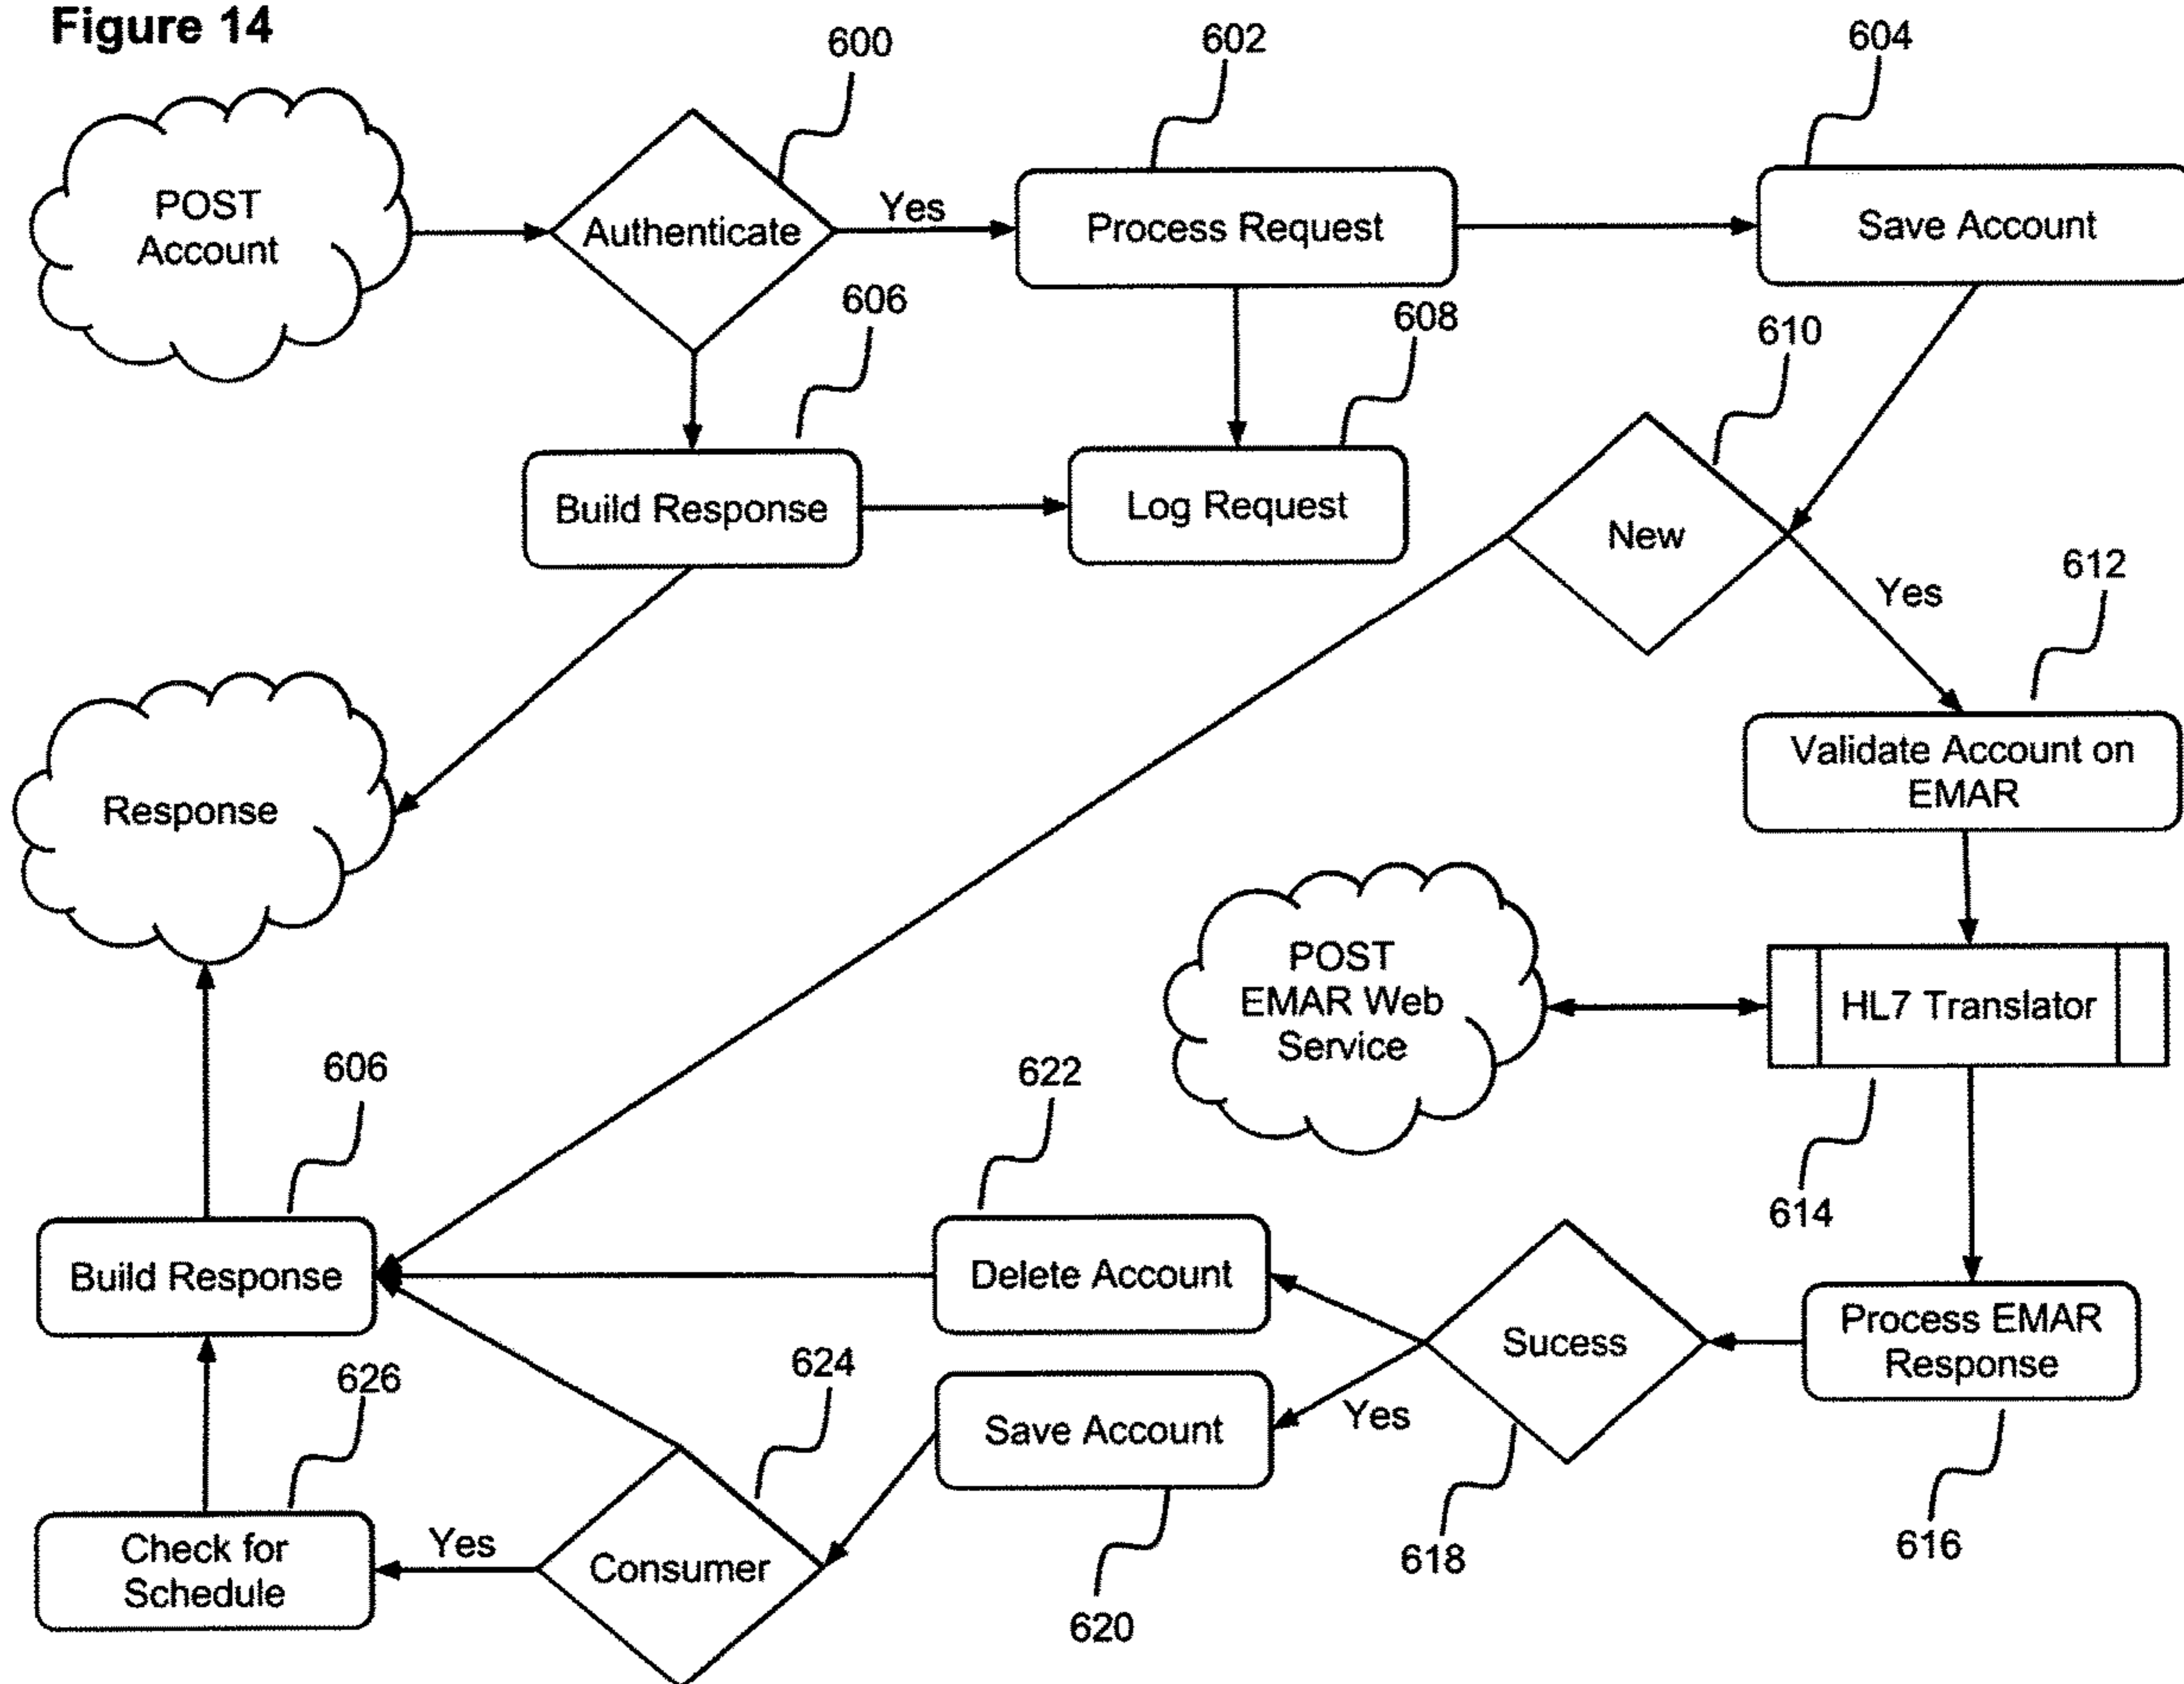 Figure 14
600
602
604
POST
Account
Authenticate
Yes
Process Request
Save Account
606
608
610
Build Response
Log Request
New
Yes
612
Validate Account on
EMAR
Response
POST
EMAR Web
Service
HL7 Translator
614
606
622
Build Response
Delete Account
Sucess
Process EMAR
Response
616
618
Yes
Save Account
620
624
626
Consumer
Yes
Check for
Schedule